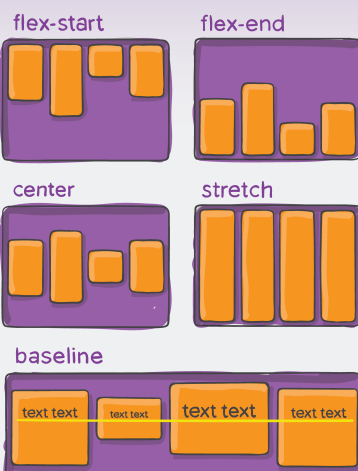 flex-start
flex-end
center
stretch
baseline
text text
text text
text text
text text